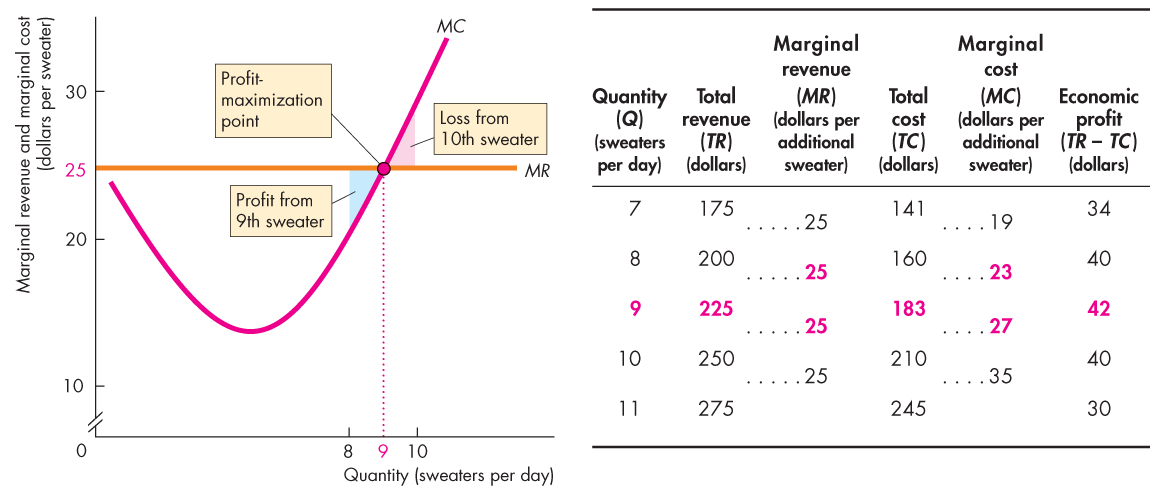 Marginal revenue and marginal cost
(dollars per sweater)
MC
30
Profit-
maximization
point
Loss from
10th sweater
25
MR
Profit from
9th sweater
20
10
0
8
9
10
Quantity (sweaters per day)
Quantity
(Q)
(sweaters
per day)
Total
revenue
(TR)
(dollars)
Marginal
revenue
(MR)
(dollars per
additional
sweater)
Total
cost
(TC)
(dollars)
Marginal
cost
(MC)
(dollars per
additional
sweater)
Economic
profit
(TR – TC)
(dollars)
7 175 141 34
.....25 ....19
8 200 160 40
.....25 ....23
9 225 183 42
.....25 ....27
10 250 210 40
.....25 ....35
11 275 245 30